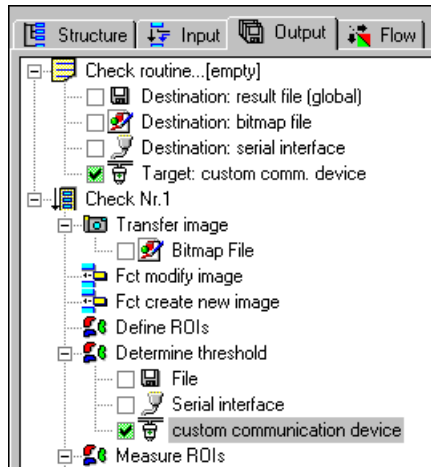 Structure Input Output Flow
Check routine...[empty]
Destination: result file (global)
Destination: bitmap file
Destination: serial interface
Target: custom comm. device
Check Nr.1
Transfer image
Bitmap File
Fct modify image
Fct create new image
Define ROIs
Determine threshold
File
Serial interface
custom communication device
Measure ROIs